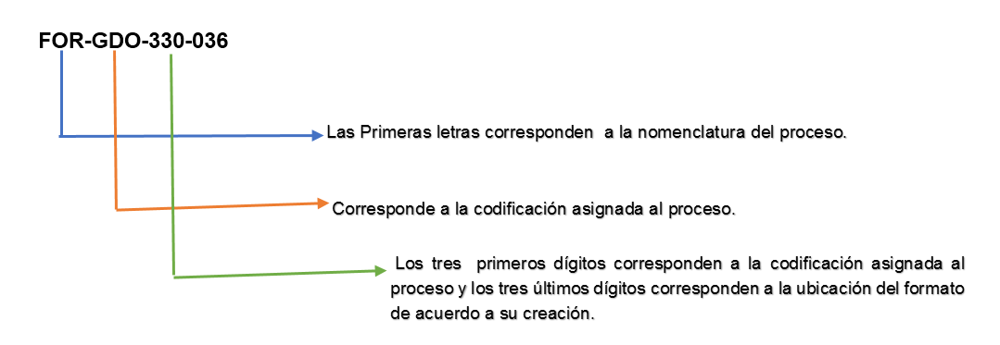 FOR-GDO-330-036
Las Primeras letras corresponden a la nomenclatura del proceso.
Corresponde a la codificación asignada al proceso.
Los tres primeros dígitos corresponden a la codificación asignada al
proceso y los tres últimos dígitos corresponden a la ubicación del formato
de acuerdo a su creación.